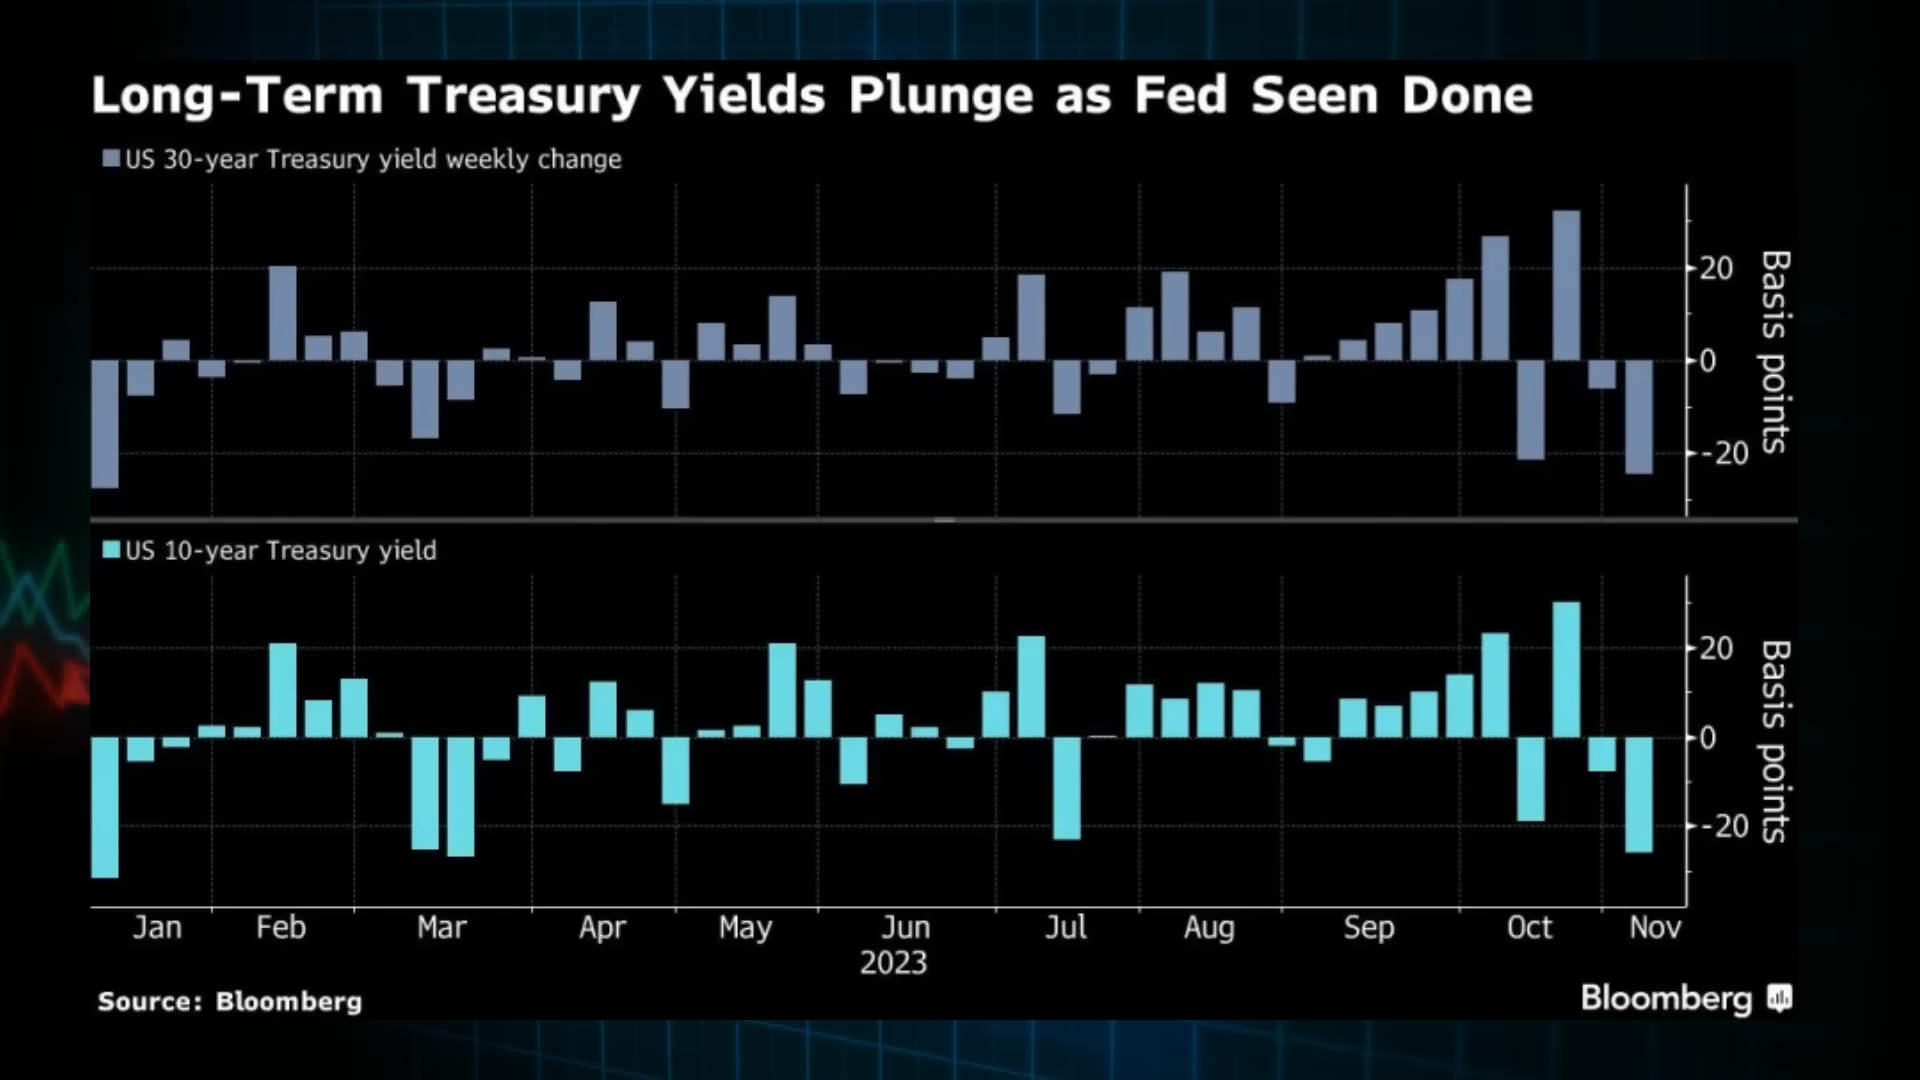 Long-Term Treasury Yields Plunge as Fed Seen Done
US 30-year Treasury yield weekly change
20
0
-20
Basis points
US 10-year Treasury yield
20
0
-20
Basis points
Jan Feb Mar Apr May Jun Jul Aug Sep Oct Nov
2023
Source: Bloomberg
Bloomberg